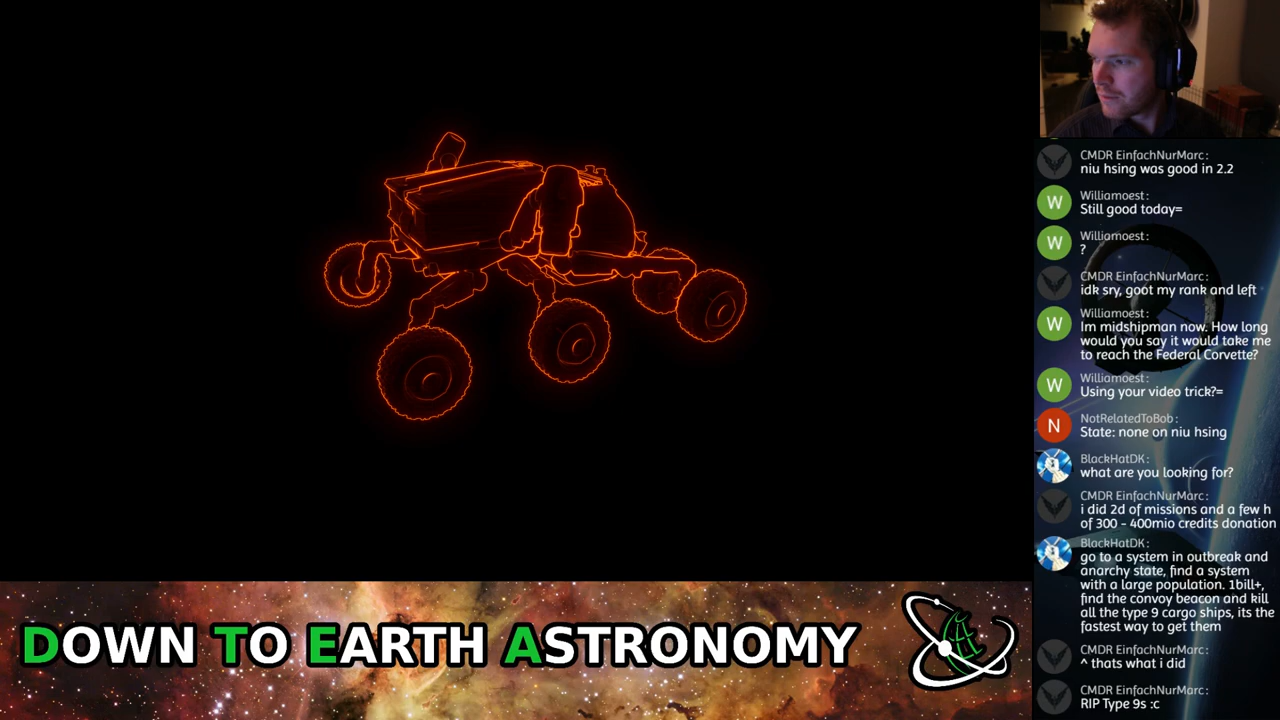 CMDR EinfachNurMarc:
niu hsing was good in 2.2
Williamoest:
Still good today=
Williamoest:
?
CMDR EinfachNurMarc:
idk sry, goot my rank and left
Williamoest:
Im midshipman now. How long
would you say it would take me
to reach the Federal Corvette?
Williamoest:
Using your video trick?=
NotRelatedToBob:
State: none on niu hsing
BlackHatDK:
what are you looking for?
CMDR EinfachNurMarc:
i did 2d of missions and a few h
of 300 - 400mio credits donation
BlackHatDK:
go to a system in outbreak and
anarchy state, find a system
with a large population. 1bill+,
find the convoy beacon and kill
all the type 9 cargo ships, its the
fastest way to get them
CMDR EinfachNurMarc:
^ thats what i did
CMDR EinfachNurMarc:
RIP Type 9s :c
W
W
W
W
N
DOWN TO EARTH ASTRONOMY